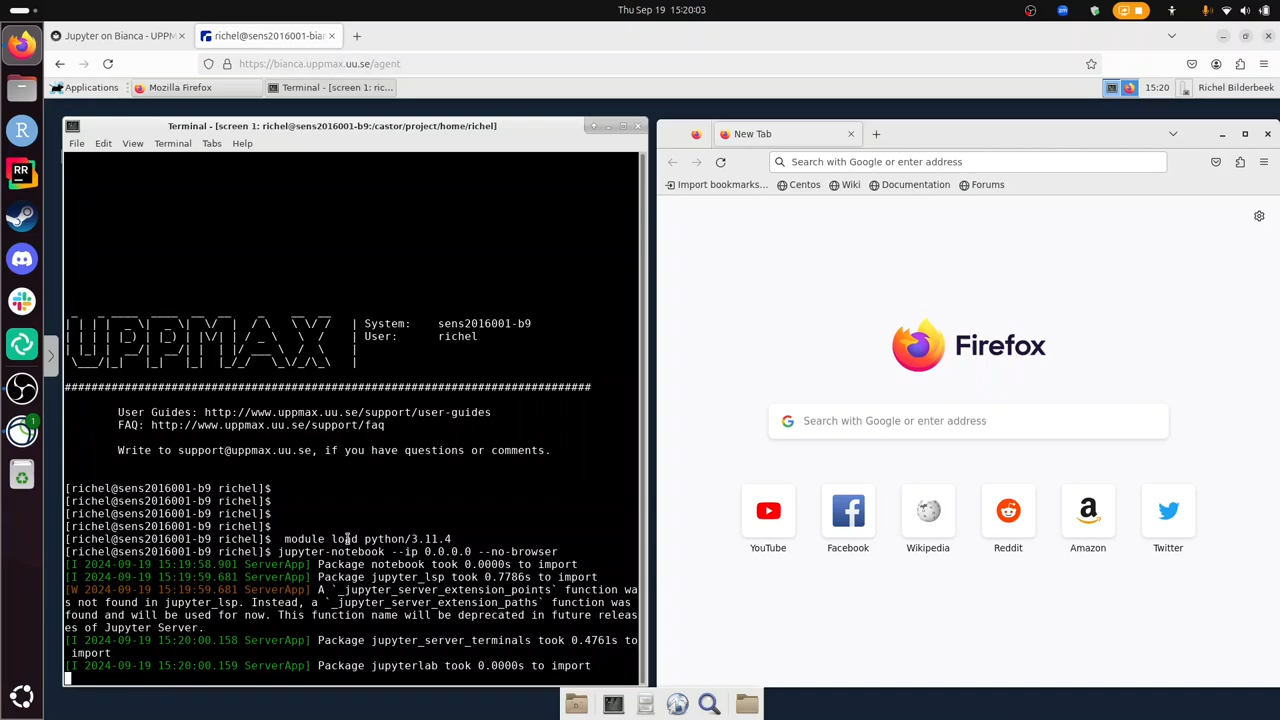 Thu Sep 19 15:20:03
Jupyter on Bianca - UPPM
richel@sens2016001-bia
https://bianca.uppmax.uu.se/agent
Applications
Mozilla Firefox
Terminal - [screen 1: ric...
15:20
Richel Bilderbeek
Terminal - [screen 1: richel@sens2016001-b9:/castor/project/home/richel]
File Edit View Terminal Tabs Help
UPPMAX
| System: sens2016001-b9
| User: richel
###############################################################################
User Guides: http://www.uppmax.uu.se/support/user-guides
FAQ: http://www.uppmax.uu.se/support/faq
Write to support@uppmax.uu.se, if you have questions or comments.
[richel@sens2016001-b9 richel]$
[richel@sens2016001-b9 richel]$
[richel@sens2016001-b9 richel]$
[richel@sens2016001-b9 richel]$
[richel@sens2016001-b9 richel]$  module load python/3.11.4
[richel@sens2016001-b9 richel]$ jupyter-notebook --ip 0.0.0.0 --no-browser
[I 2024-09-19 15:19:58.901 ServerApp] Package notebook took 0.0000s to import
[I 2024-09-19 15:19:59.681 ServerApp] Package jupyter_lsp took 0.7786s to import
[W 2024-09-19 15:19:59.681 ServerApp] A `_jupyter_server_extension_points` function wa
s not found in jupyter_lsp. Instead, a `_jupyter_server_extension_paths` function was
found and will be used for now. This function name will be deprecated in future releas
es of Jupyter Server.
[I 2024-09-19 15:20:00.158 ServerApp] Package jupyter_server_terminals took 0.4761s to
import
[I 2024-09-19 15:20:00.159 ServerApp] Package jupyterlab took 0.0000s to import
New Tab
Search with Google or enter address
Import bookmarks...
Centos
Wiki
Documentation
Forums
Firefox
Search with Google or enter address
YouTube
Facebook
Wikipedia
Reddit
Amazon
Twitter
R
RR
zm
1